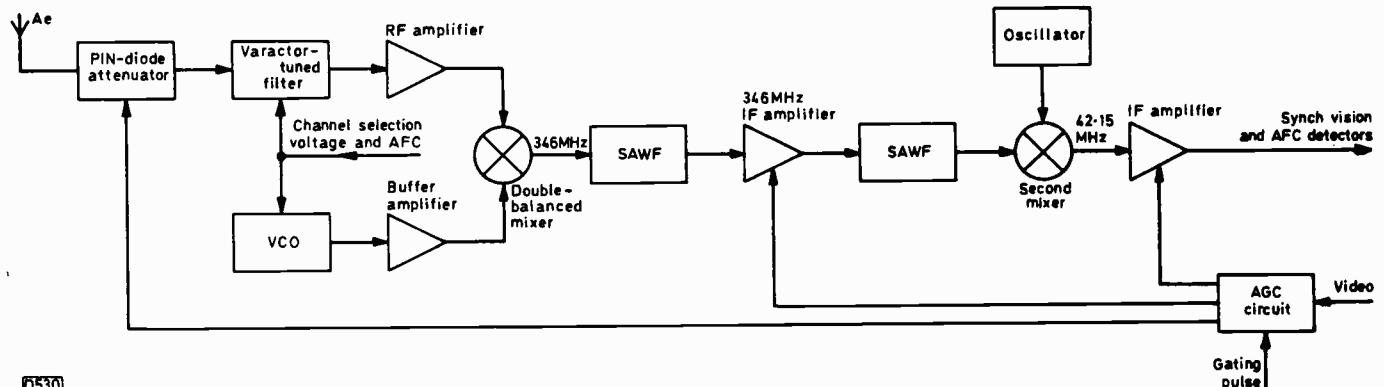 Ae
PIN-diode
attenuator
Varactor-
tuned
filter
RF amplifier
Channel selection
voltage and AFC
VCO
Buffer
amplifier
Double-
balanced
mixer
346MHz
SAWF
346MHz
IF amplifier
SAWF
Oscillator
Second
mixer
42·15
MHz
IF amplifier
Synch vision
and AFC detectors
AGC
circuit
Video
Gating
pulse
D530